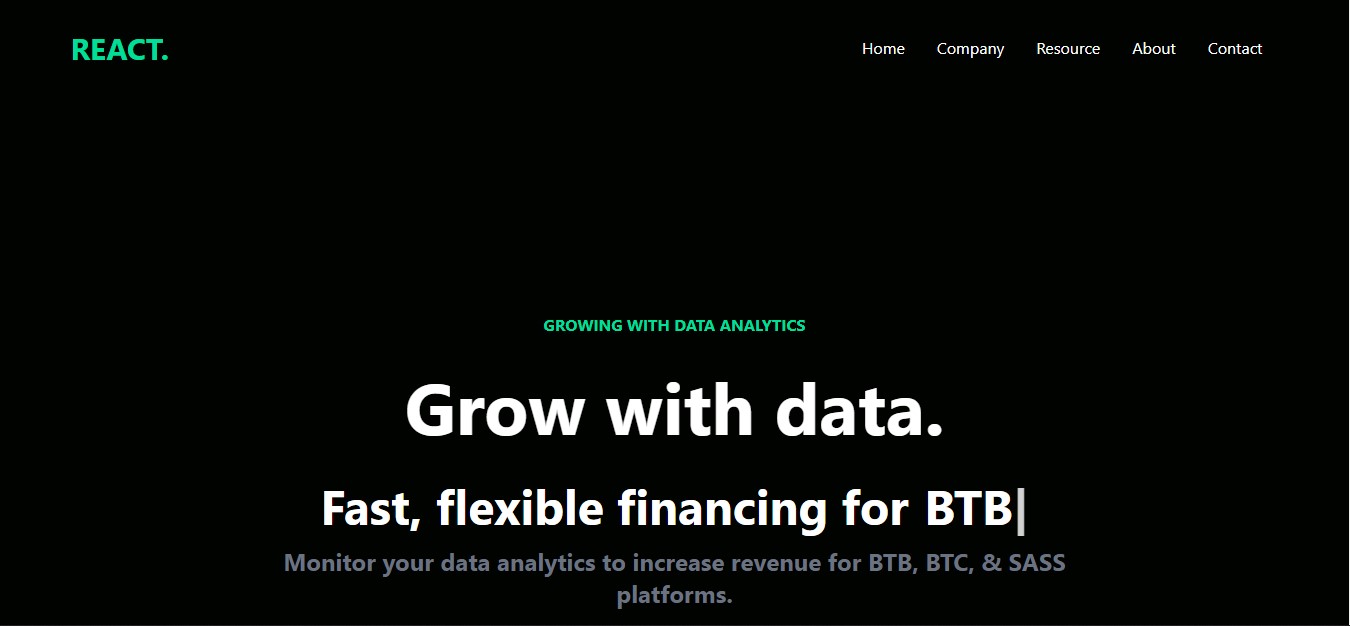 REACT.
Home Company Resource About Contact
GROWING WITH DATA ANALYTICS
Grow with data.
Fast, flexible financing for BTB|
Monitor your data analytics to increase revenue for BTB, BTC, & SASS
platforms.